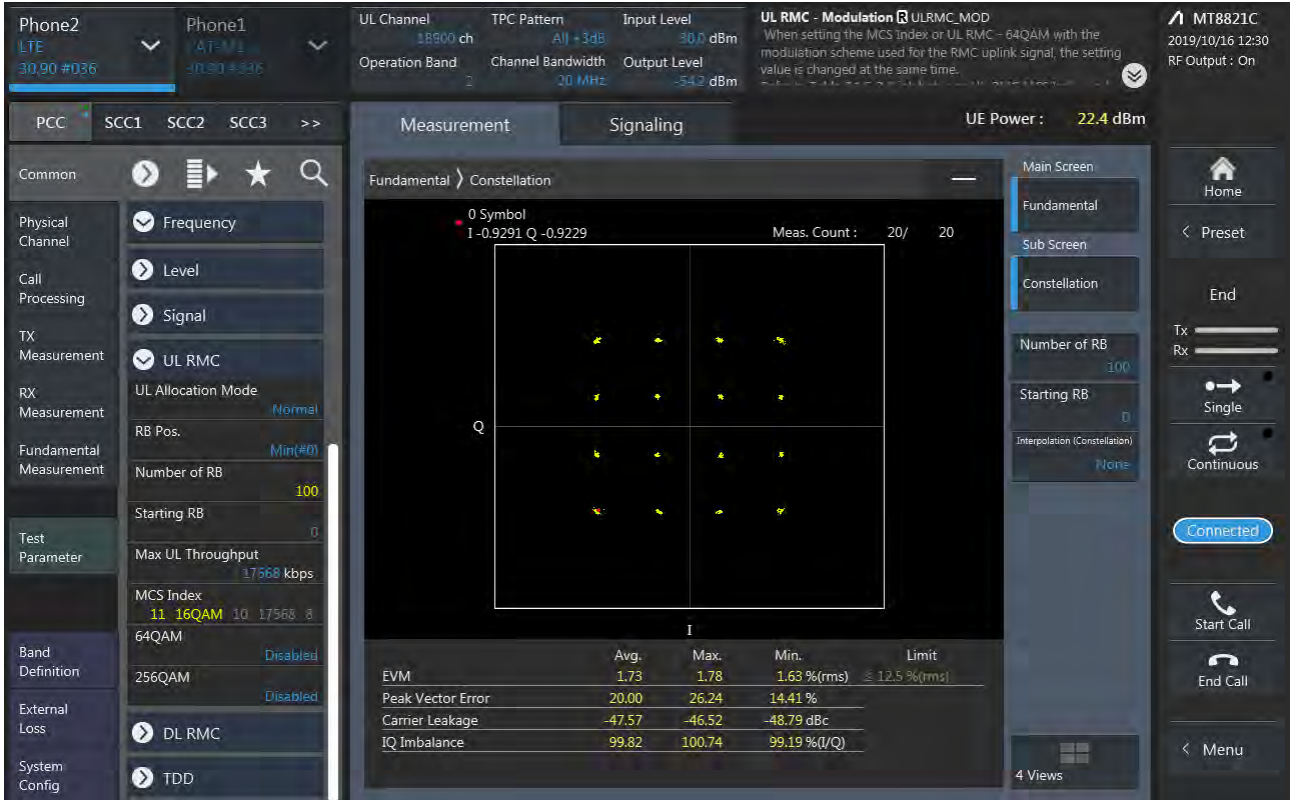 Phone2
LTE
30.90 #036
Phone1
CAT-M1
UL Channel
18900 ch
TPC Pattern
All +3dB
Input Level
30.0 dBm
Operation Band
2
Channel Bandwidth
20 MHz
Output Level
-54.2 dBm
UL RMC - Modulation R ULRMC_MOD
When setting the MCS Index or UL RMC - 64QAM with the
modulation scheme used for the RMC uplink signal, the setting
value is changed at the same time.
MT8821C
2019/10/16 12:30
RF Output : On
PCC SCC1 SCC2 SCC3 >>
Measurement
Signaling
UE Power : 22.4 dBm
Common
Physical
Channel
Call
Processing
TX
Measurement
RX
Measurement
Fundamental
Measurement
Test
Parameter
Band
Definition
External
Loss
System
Config
Frequency
Level
Signal
UL RMC
UL Allocation Mode
Normal
RB Pos.
Min(#0)
Number of RB
100
Starting RB
0
Max UL Throughput
17568 kbps
MCS Index
11 16QAM 10 17568 8
64QAM
Disabled
256QAM
Disabled
DL RMC
TDD
Fundamental 〉 Constellation
0 Symbol
I -0.9291 Q -0.9229
Meas. Count : 20/ 20
Q
I
Avg. Max. Min. Limit
EVM 1.73 1.78 1.63 %(rms) ≤ 12.5 %(rms)
Peak Vector Error 20.00 26.24 14.41 %
Carrier Leakage -47.57 -46.52 -48.79 dBc
IQ Imbalance 99.82 100.74 99.19 %(I/Q)
Main Screen
Fundamental
Sub Screen
Constellation
Number of RB
100
Starting RB
0
Interpolation (Constellation)
None
4 Views
Home
< Preset
End
Tx
Rx
Single
Continuous
Connected
Start Call
End Call
< Menu